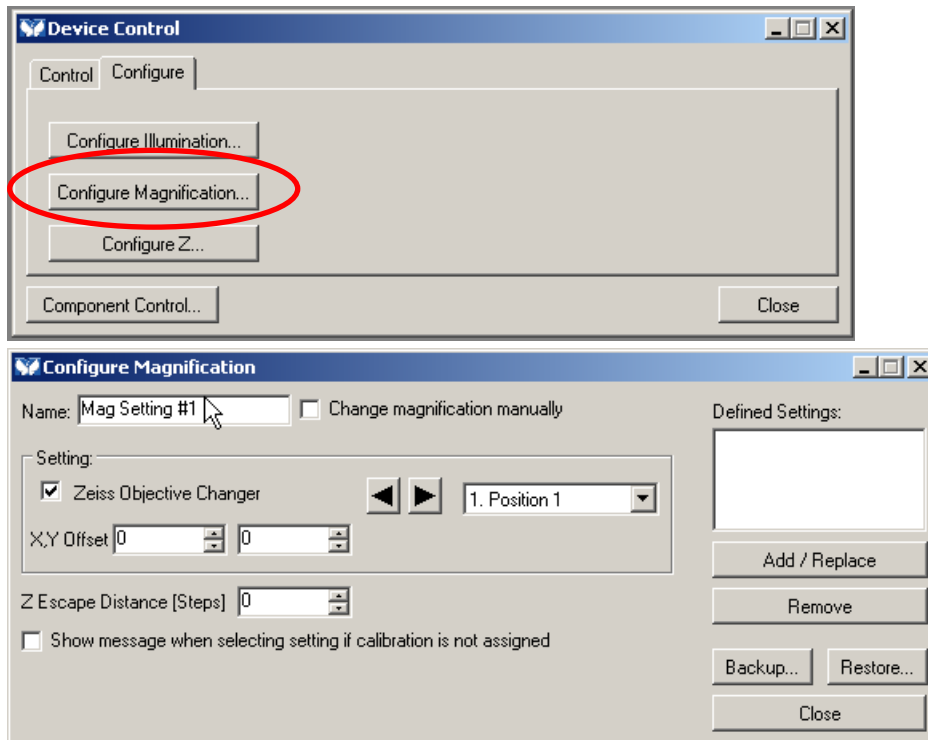 Device Control
Control Configure
Configure Illumination...
Configure Magnification...
Configure Z...
Component Control... Close
Configure Magnification
Name: Mag Setting #1 Change magnification manually Defined Settings:
Setting:
Zeiss Objective Changer 1. Position 1
X,Y Offset 0 0
Add / Replace
Z Escape Distance [Steps] 0 Remove
Show message when selecting setting if calibration is not assigned
Backup... Restore...
Close